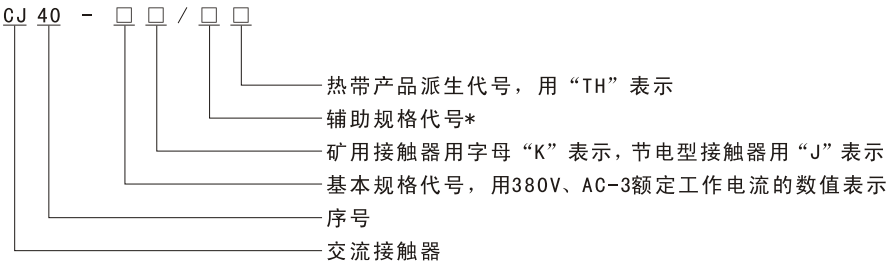 CJ40-□□/□□
热带产品派生代号，用“TH”表示
辅助规格代号*
矿用接触器用字母“K”表示，节电型接触器用“J”表示
基本规格代号，用380V、AC-3额定工作电流的数值表示
序号
交流接触器